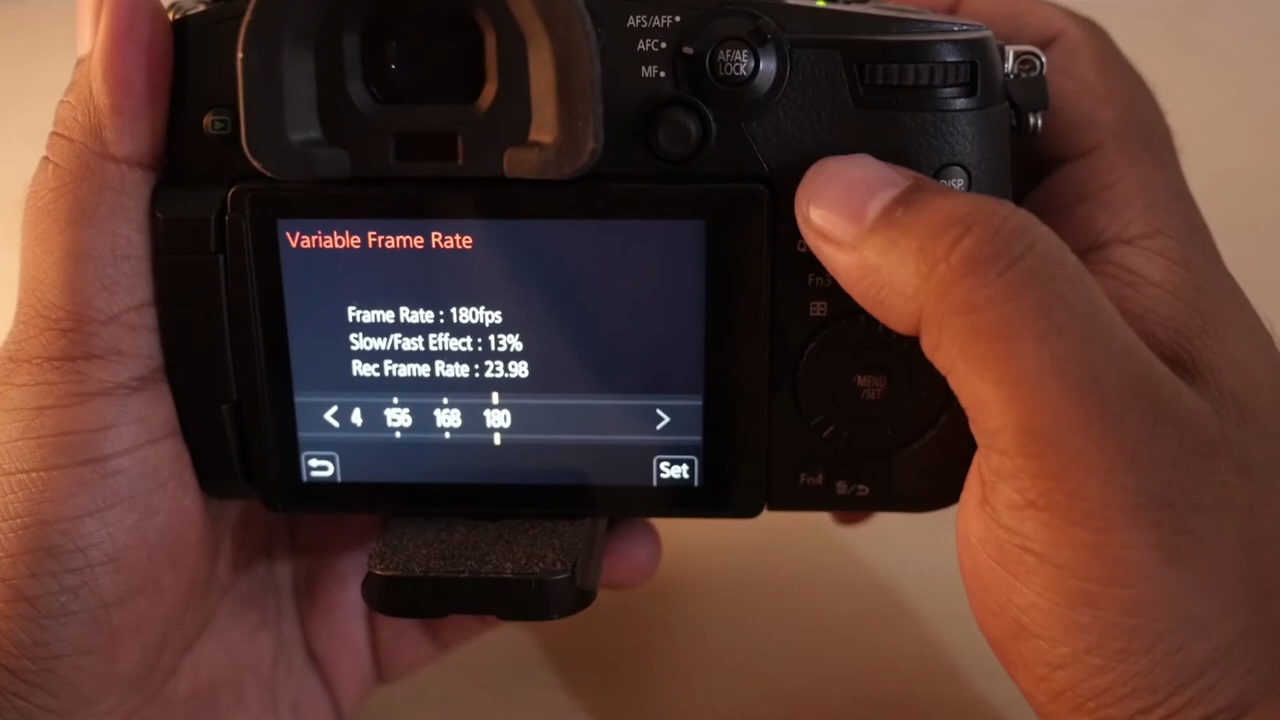 AFS/AFF
AFC
MF
AF/AE
LOCK
DISP.
Variable Frame Rate
Fn3
Frame Rate : 180fps
Slow/Fast Effect : 13%
Rec Frame Rate : 23.98
MENU
/SET
< 4 156 168 180 >
Set
Fn4